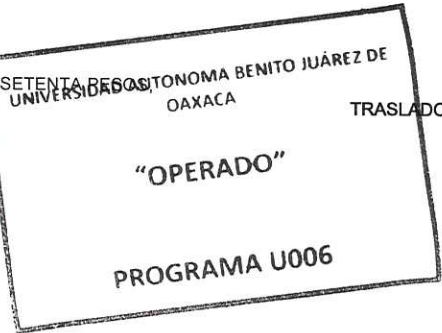 SETENTA PESOS,
UNIVERSIDAD AUTONOMA BENITO JUÁREZ DE
OAXACA
TRASLADO
"OPERADO"
PROGRAMA U006